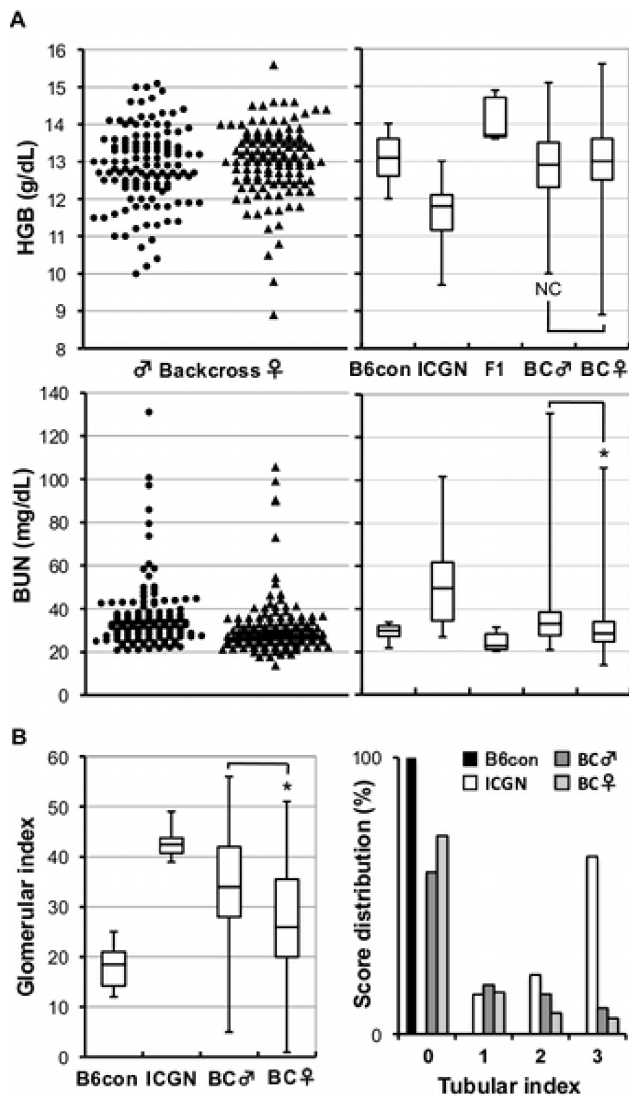 A
HGB (g/dL)
16
15
14
13
12
11
10
9
8
♂ Backcross ♀
NC
B6con ICGN F1 BC♂ BC♀
BUN (mg/dL)
140
120
100
80
60
40
20
0
*
B
Glomerular index
60
50
40
30
20
10
0
*
B6con ICGN BC♂ BC♀
Score distribution (%)
100
0
B6con BC♂
ICGN BC♀
0 1 2 3
Tubular index